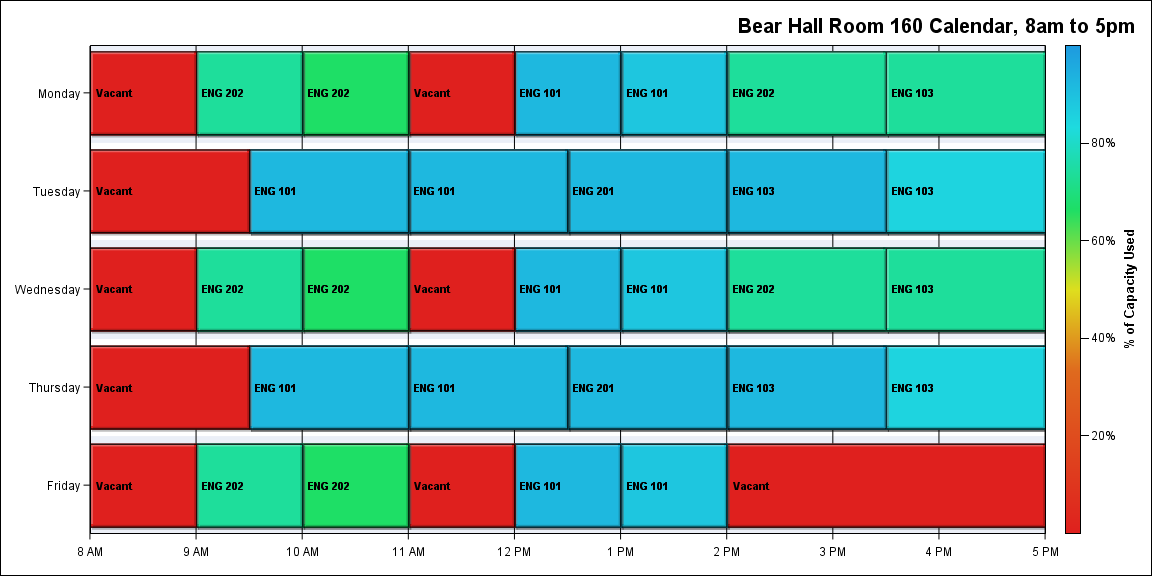 Bear Hall Room 160 Calendar, 8am to 5pm
Monday
Vacant
ENG 202
ENG 202
Vacant
ENG 101
ENG 101
ENG 202
ENG 103
Tuesday
Vacant
ENG 101
ENG 101
ENG 201
ENG 103
ENG 103
Wednesday
Vacant
ENG 202
ENG 202
Vacant
ENG 101
ENG 101
ENG 202
ENG 103
Thursday
Vacant
ENG 101
ENG 101
ENG 201
ENG 103
ENG 103
Friday
Vacant
ENG 202
ENG 202
Vacant
ENG 101
ENG 101
Vacant
8 AM
9 AM
10 AM
11 AM
12 PM
1 PM
2 PM
3 PM
4 PM
5 PM
80%
60%
40%
20%
% of Capacity Used